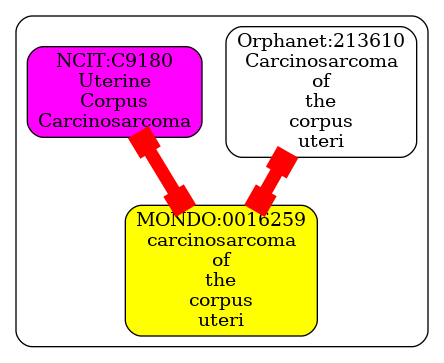 NCIT:C9180
Uterine
Corpus
Carcinosarcoma
Orphanet:213610
Carcinosarcoma
of
the
corpus
uteri
MONDO:0016259
carcinosarcoma
of
the
corpus
uteri